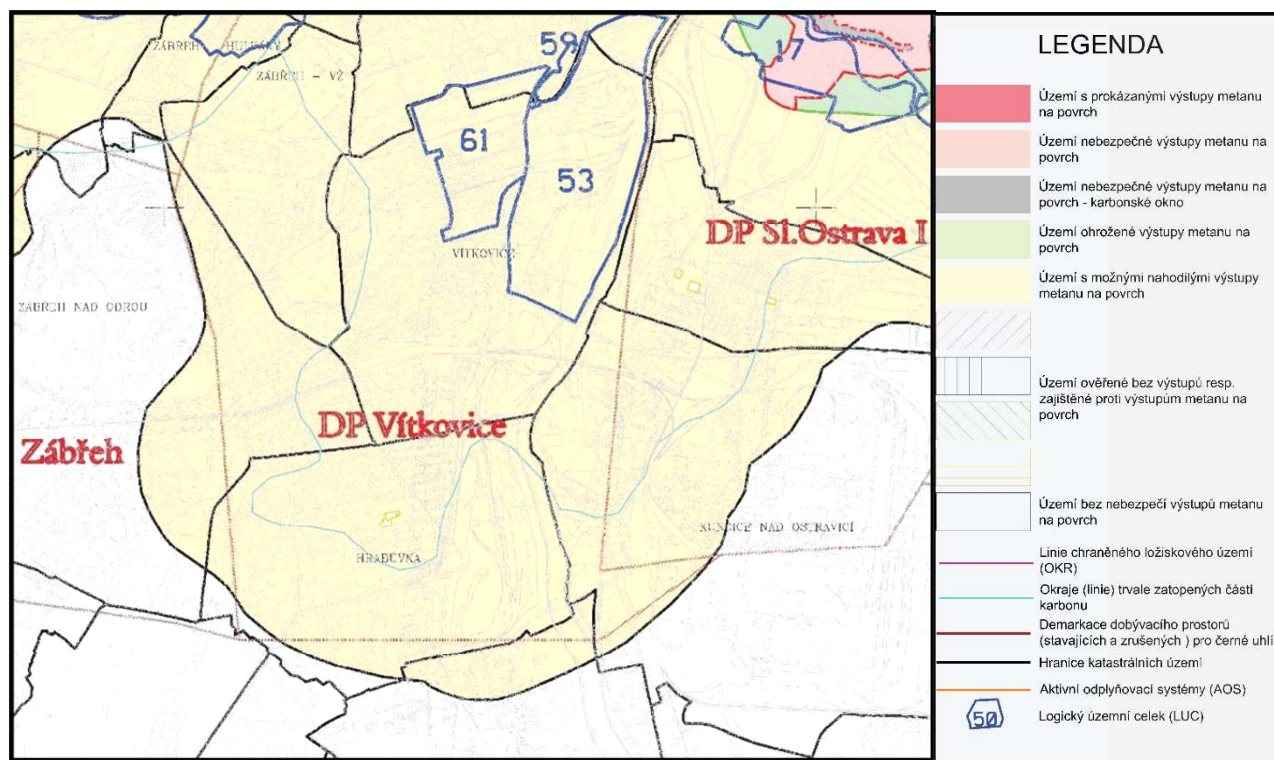 ZÁBŘEH
HULVÁKY
ZÁBŘEH - VŽ
59
17
61
53
DP Sl.Ostrava I
VÍTKOVICE
ZÁBŘEH NAD ODROU
DP Vítkovice
Zábřeh
KUNČICE NAD OSTRAVICÍ
HRABŮVKA
LEGENDA
Území s prokázanými výstupy metanu
na povrch
Území nebezpečné výstupy metanu na
povrch
Území nebezpečné výstupy metanu na
povrch - karbonské okno
Území ohrožené výstupy metanu na
povrch
Území s možnými nahodilými výstupy
metanu na povrch
Území ověřené bez výstupů resp.
zajištěné proti výstupům metanu na
povrch
Území bez nebezpečí výstupů metanu
na povrch
Linie chraněného ložiskového území
(OKR)
Okraje (linie) trvale zatopených částí
karbonu
Demarkace dobývacího prostorů
(stavajících a zrušených ) pro černé uhlí
Hranice katastrálních území
Aktivní odplyňovací systémy (AOS)
50
Logický územní celek (LUC)